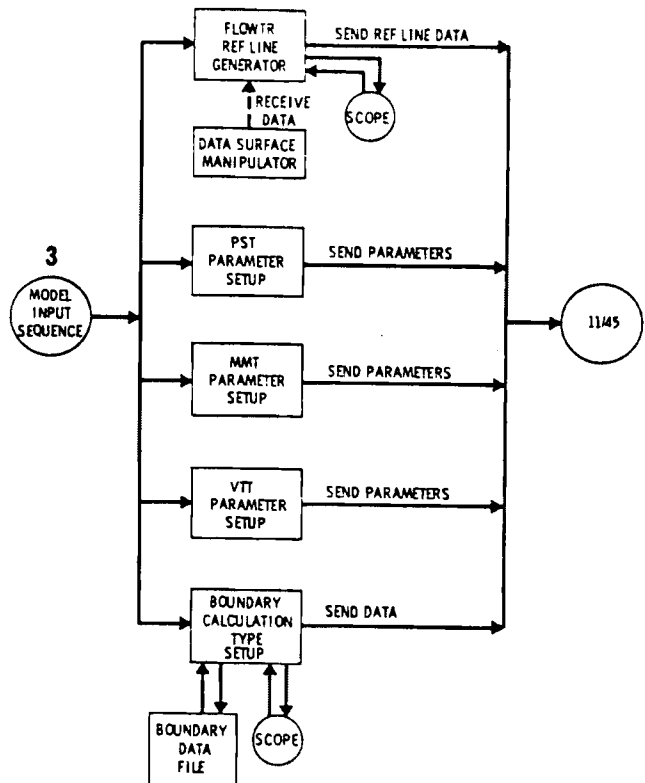 FLOWTR
REF LINE
GENERATOR
SEND REF LINE DATA
RECEIVE
DATA
SCOPE
DATA SURFACE
MANIPULATOR
3
MODEL
INPUT
SEQUENCE
PST
PARAMETER
SETUP
SEND PARAMETERS
11/45
MMT
PARAMETER
SETUP
SEND PARAMETERS
VTT
PARAMETER
SETUP
SEND PARAMETERS
BOUNDARY
CALCULATION
TYPE
SETUP
SEND DATA
BOUNDARY
DATA
FILE
SCOPE